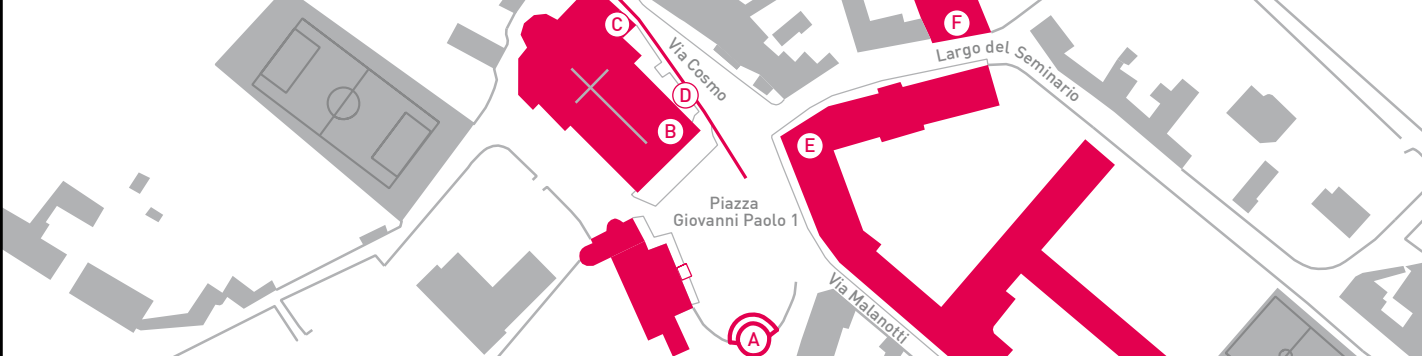 C
F
Via Cosmo
Largo del Seminario
D
B
E
Piazza
Giovanni Paolo 1
Via Malanotti
A